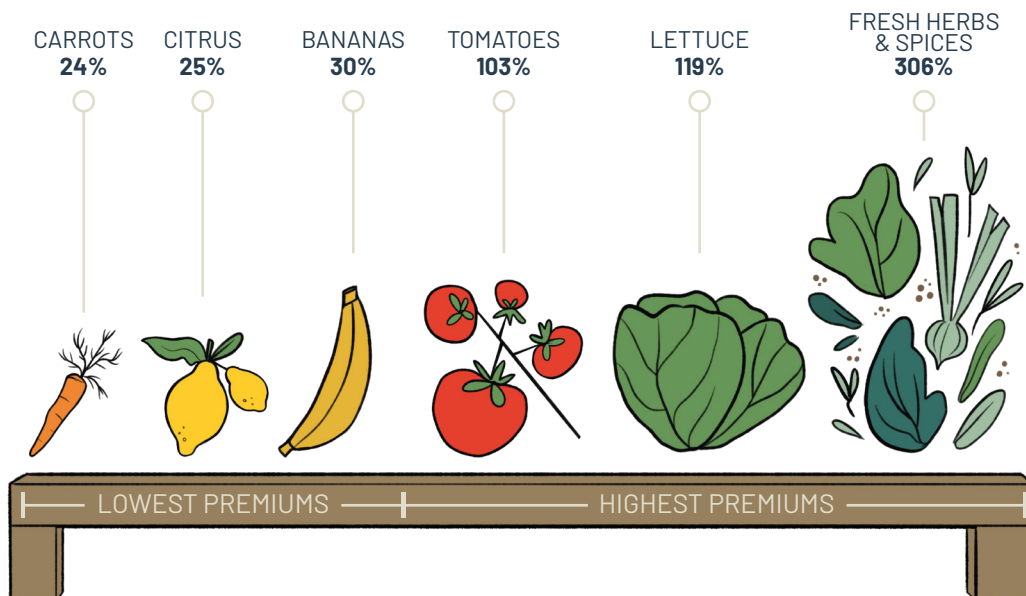 CARROTS
24%
CITRUS
25%
BANANAS
30%
TOMATOES
103%
LETTUCE
119%
FRESH HERBS
& SPICES
306%
LOWEST PREMIUMS
HIGHEST PREMIUMS